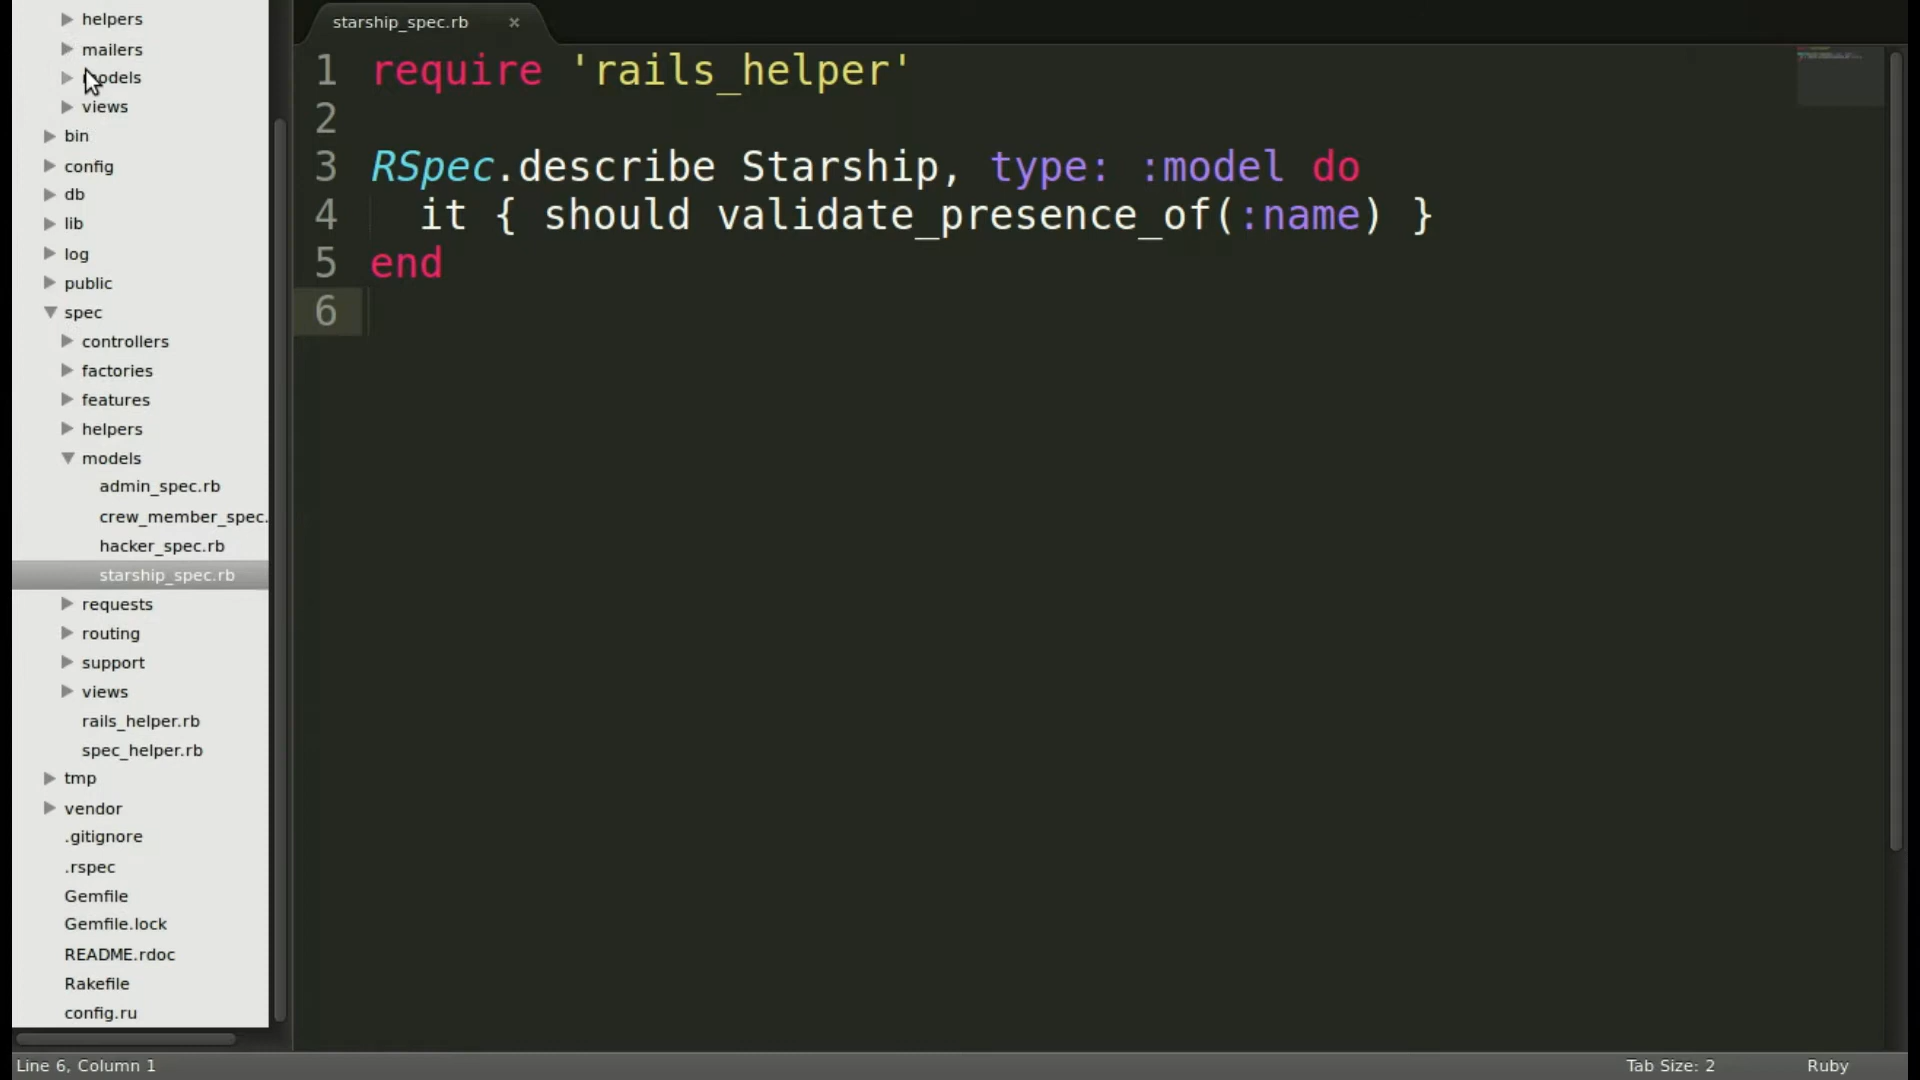 helpers
mailers
models
views
bin
config
db
lib
log
public
spec
controllers
factories
features
helpers
models
admin_spec.rb
crew_member_spec.
hacker_spec.rb
starship_spec.rb
requests
routing
support
views
rails_helper.rb
spec_helper.rb
tmp
vendor
.gitignore
.rspec
Gemfile
Gemfile.lock
README.rdoc
Rakefile
config.ru
starship_spec.rb ×
1 require 'rails_helper'
2
3 RSpec.describe Starship, type: :model do
4 it { should validate_presence_of(:name) }
5 end
6
Line 6, Column 1
Tab Size: 2
Ruby